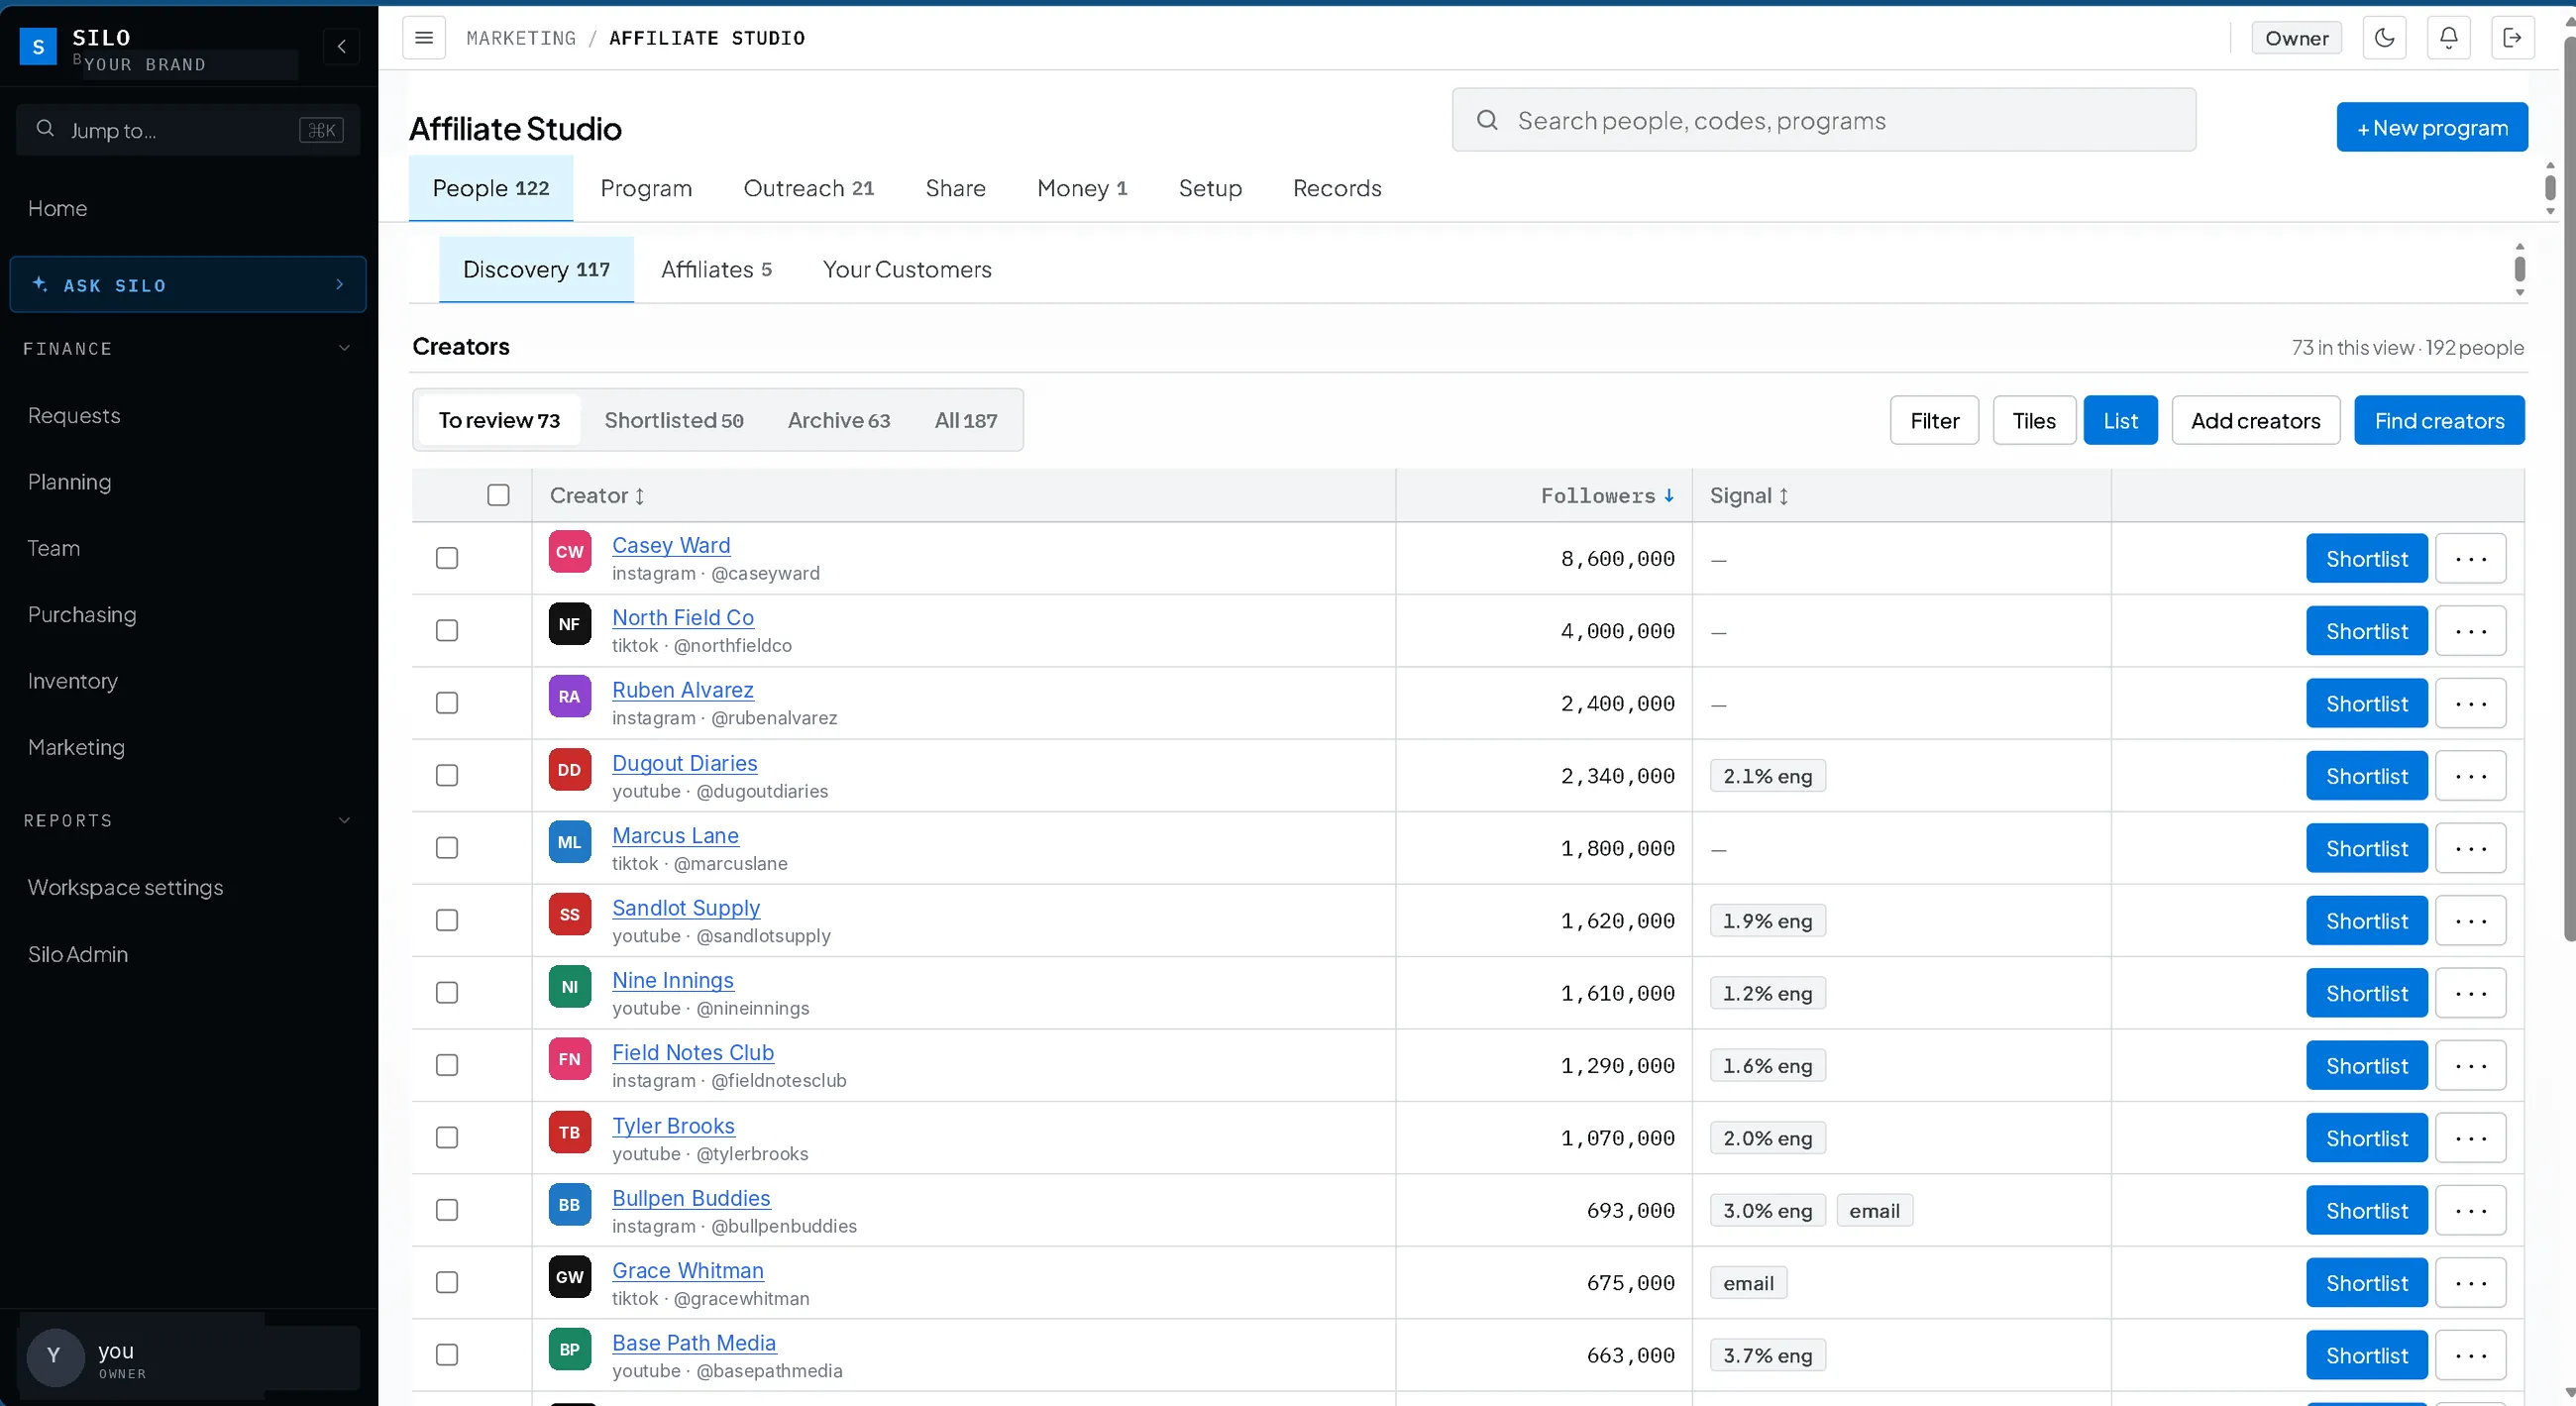 S SILO
B YOUR BRAND
Jump to... ⌘K
Home
ASK SILO
FINANCE
Requests
Planning
Team
Purchasing
Inventory
Marketing
REPORTS
Workspace settings
Silo Admin
Y you
OWNER
MARKETING / AFFILIATE STUDIO
Owner
Affiliate Studio
Search people, codes, programs
+ New program
People 122 Program Outreach 21 Share Money 1 Setup Records
Discovery 117 Affiliates 5 Your Customers
Creators
73 in this view · 192 people
To review 73 Shortlisted 50 Archive 63 All 187
Filter Tiles List Add creators Find creators
Creator ↕ Followers ↓ Signal ↕
CW Casey Ward 8,600,000 — Shortlist ···
instagram · @caseyward
NF North Field Co 4,000,000 — Shortlist ···
tiktok · @northfieldco
RA Ruben Alvarez 2,400,000 — Shortlist ···
instagram · @rubenalvarez
DD Dugout Diaries 2,340,000 2.1% eng Shortlist ···
youtube · @dugoutdiaries
ML Marcus Lane 1,800,000 — Shortlist ···
tiktok · @marcuslane
SS Sandlot Supply 1,620,000 1.9% eng Shortlist ···
youtube · @sandlotsupply
NI Nine Innings 1,610,000 1.2% eng Shortlist ···
youtube · @nineinnings
FN Field Notes Club 1,290,000 1.6% eng Shortlist ···
instagram · @fieldnotesclub
TB Tyler Brooks 1,070,000 2.0% eng Shortlist ···
youtube · @tylerbrooks
BB Bullpen Buddies 693,000 3.0% eng email Shortlist ···
instagram · @bullpenbuddies
GW Grace Whitman 675,000 email Shortlist ···
tiktok · @gracewhitman
BP Base Path Media 663,000 3.7% eng Shortlist ···
youtube · @basepathmedia